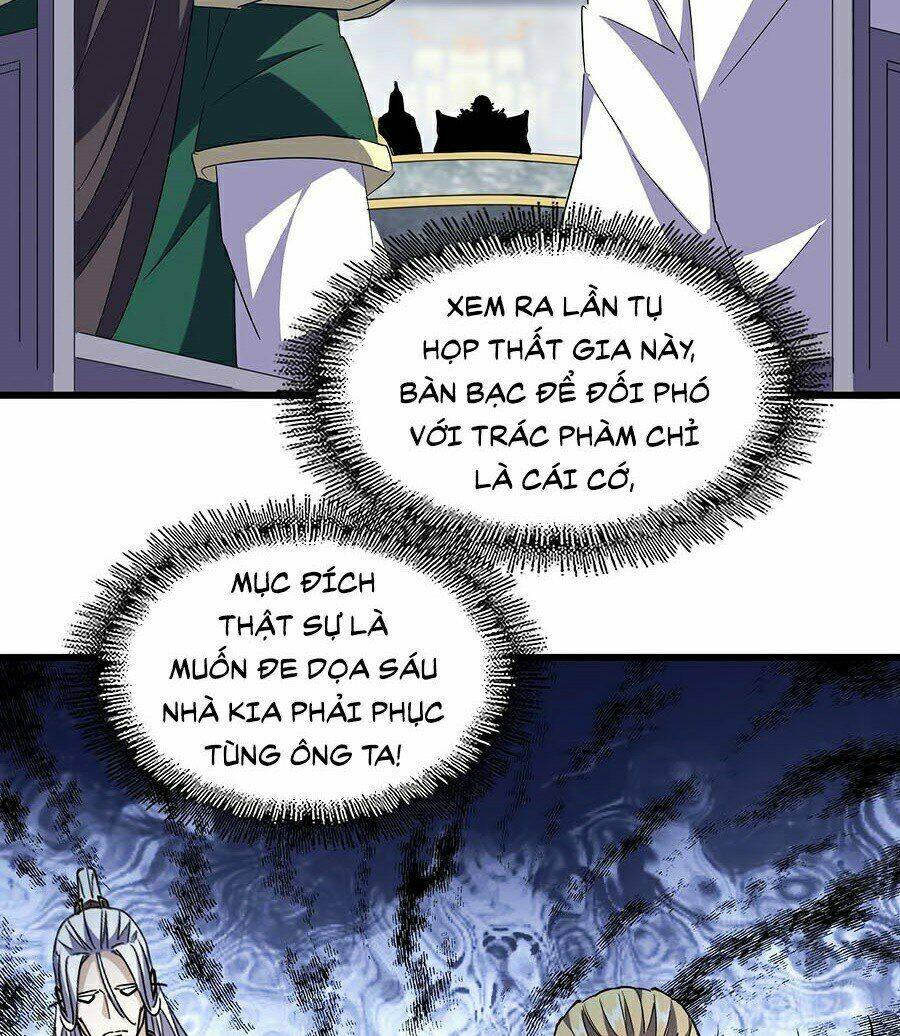 XEM RA LẦN TỤ
HỌP THẤT GIA NÀY,
BÀN BẠC ĐỂ ĐỐI PHÓ
VỚI TRÁC PHÀM CHỈ
LÀ CÁI CỚ,
MỤC ĐÍCH
THẬT SỰ LÀ
MUỐN ĐE DỌA SÁU
NHÀ KIA PHẢI PHỤC
TÙNG ÔNG TA!